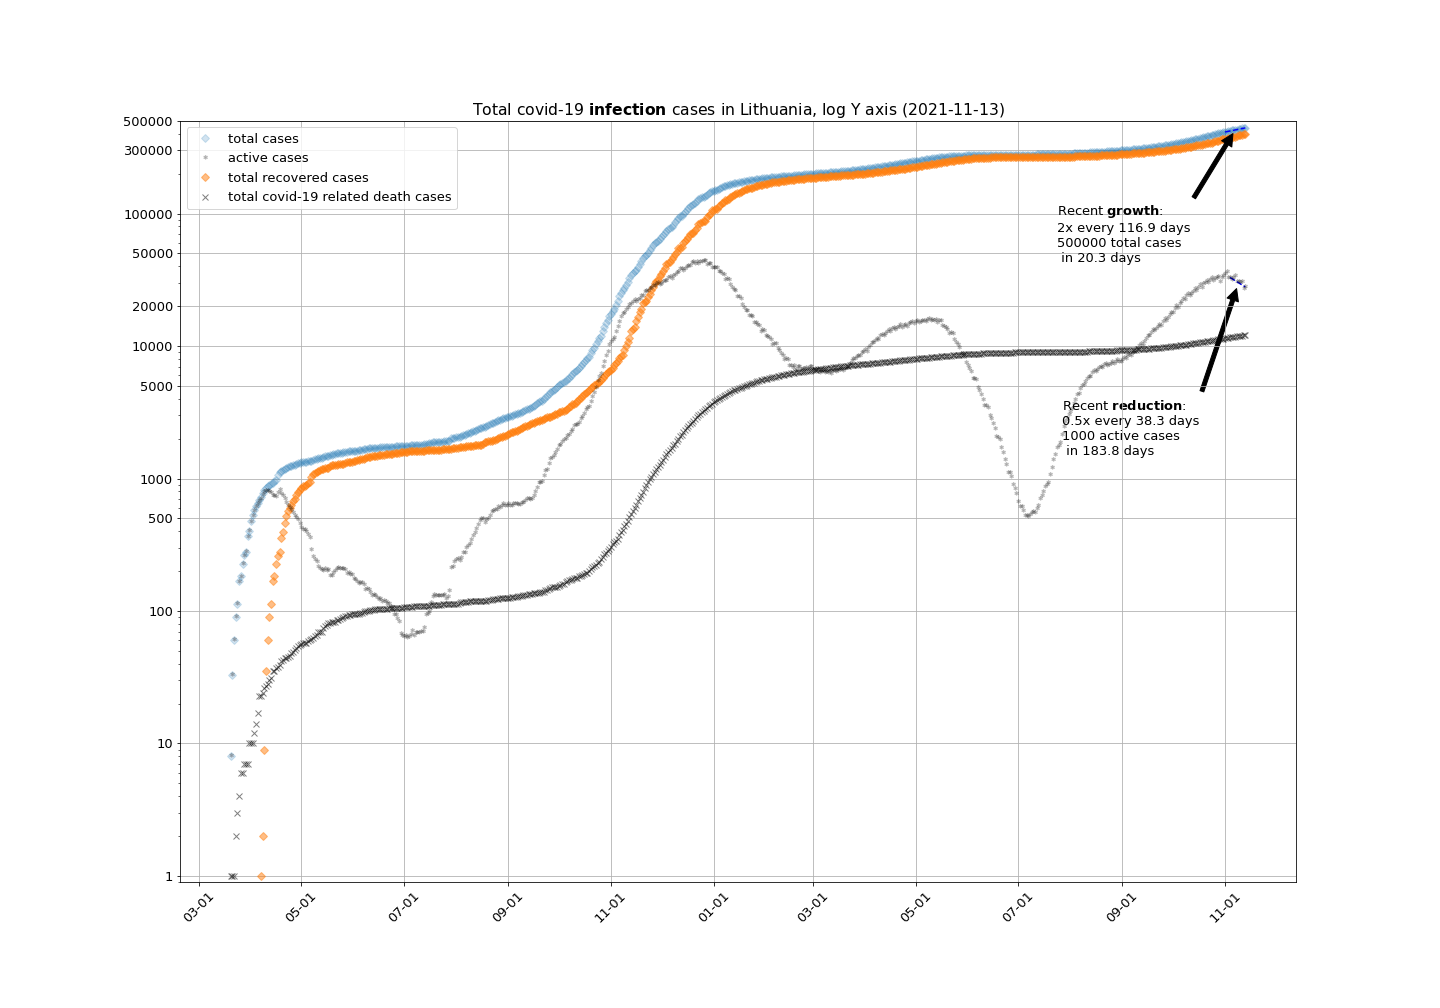 Total covid-19 infection cases in Lithuania, log Y axis (2021-11-13)
500000
300000
100000
50000
20000
10000
5000
1000
500
100
10
1
total cases
active cases
total recovered cases
total covid-19 related death cases
Recent growth:
2x every 116.9 days
500000 total cases
in 20.3 days
Recent reduction:
0.5x every 38.3 days
1000 active cases
in 183.8 days
03-01
05-01
07-01
09-01
11-01
01-01
03-01
05-01
07-01
09-01
11-01